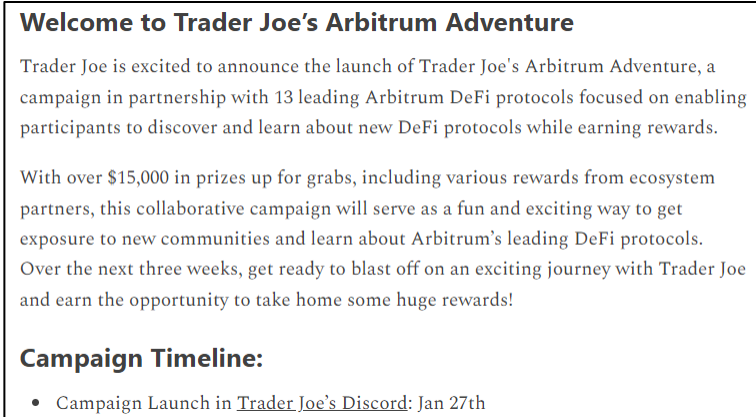 Welcome to Trader Joe’s Arbitrum Adventure
Trader Joe is excited to announce the launch of Trader Joe's Arbitrum Adventure, a
campaign in partnership with 13 leading Arbitrum DeFi protocols focused on enabling
participants to discover and learn about new DeFi protocols while earning rewards.
With over $15,000 in prizes up for grabs, including various rewards from ecosystem
partners, this collaborative campaign will serve as a fun and exciting way to get
exposure to new communities and learn about Arbitrum’s leading DeFi protocols.
Over the next three weeks, get ready to blast off on an exciting journey with Trader Joe
and earn the opportunity to take home some huge rewards!
Campaign Timeline:
• Campaign Launch in Trader Joe’s Discord: Jan 27th